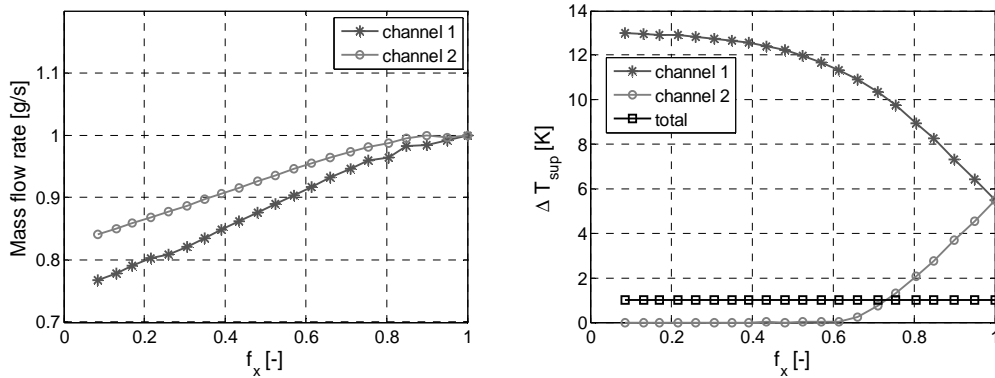 channel 1
channel 2
Mass flow rate [g/s]
1.1
1
0.9
0.8
0.7
0 0.2 0.4 0.6 0.8 1
f_x [-]
channel 1
channel 2
total
Δ T_sup [K]
14
12
10
8
6
4
2
0
0 0.2 0.4 0.6 0.8 1
f_x [-]